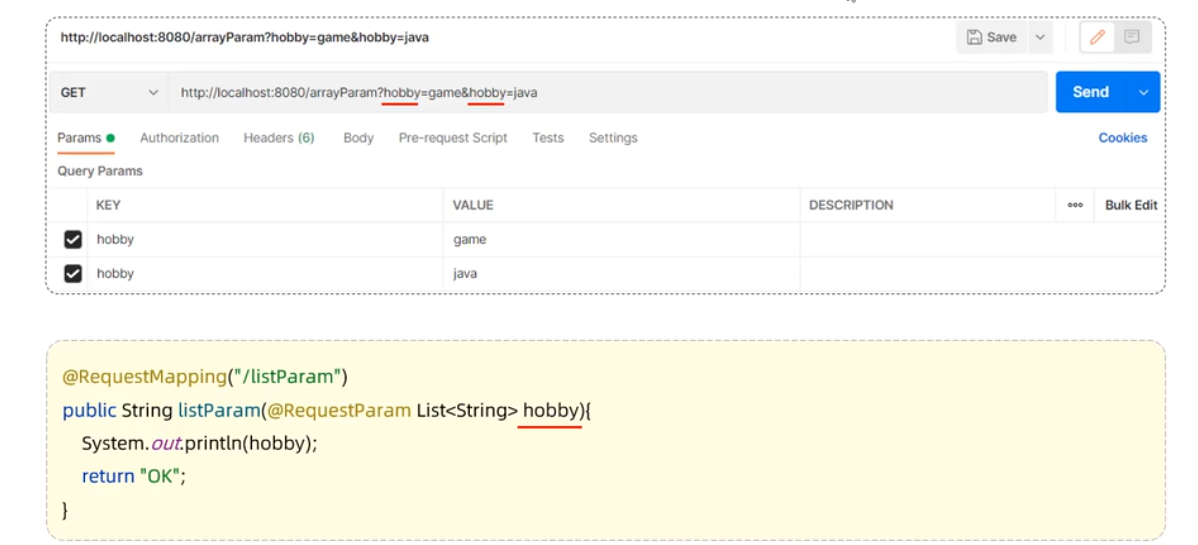 http://localhost:8080/arrayParam?hobby=game&hobby=java
Save
GET http://localhost:8080/arrayParam?hobby=game&hobby=java Send
Params Authorization Headers (6) Body Pre-request Script Tests Settings Cookies
Query Params
KEY VALUE DESCRIPTION ooo Bulk Edit
hobby game
hobby java
@RequestMapping("/listParam")
public String listParam(@RequestParam List<String> hobby){
System.out.println(hobby);
return "OK";
}